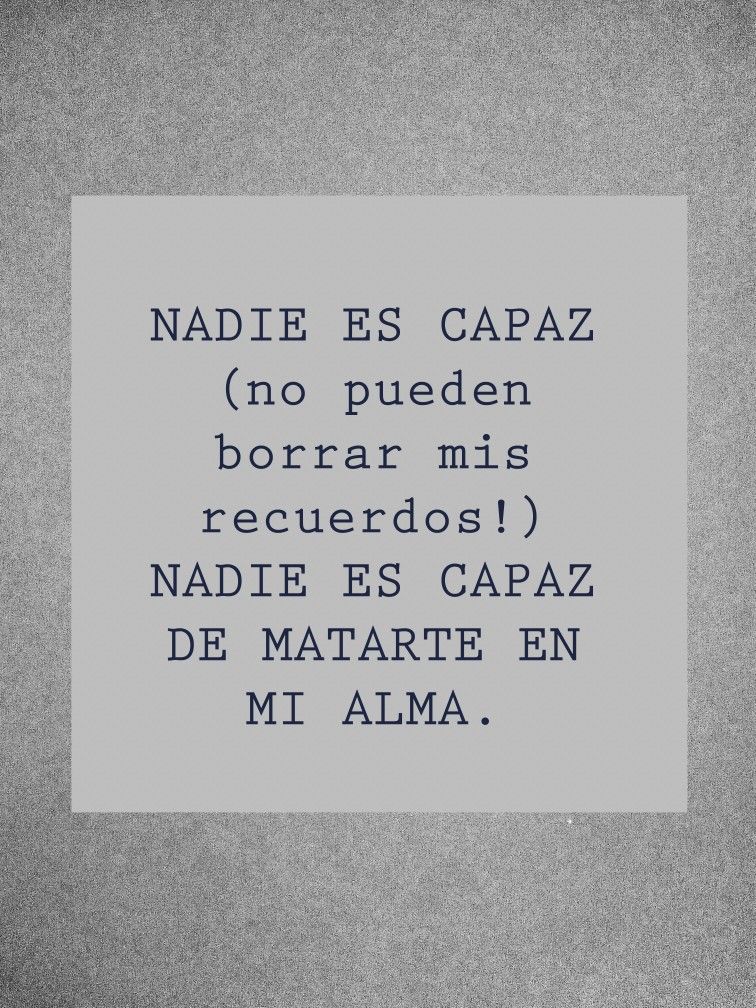 NADIE ES CAPAZ
(no pueden
borrar mis
recuerdos!)
NADIE ES CAPAZ
DE MATARTE EN
MI ALMA.